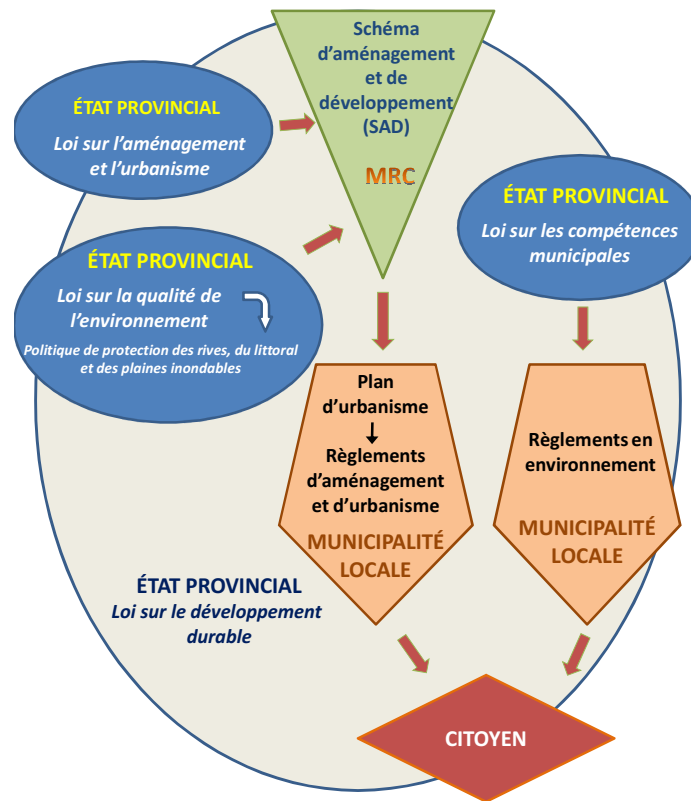 Schéma
d'aménagement
et de
développement
(SAD)
MRC
ÉTAT PROVINCIAL
Loi sur l'aménagement
et l'urbanisme
ÉTAT PROVINCIAL
Loi sur les compétences
municipales
ÉTAT PROVINCIAL
Loi sur la qualité de
l'environnement
Politique de protection des rives, du littoral
et des plaines inondables
Plan
d'urbanisme
Règlements
d'aménagement
et d'urbanisme
MUNICIPALITÉ
LOCALE
Règlements en
environnement
MUNICIPALITÉ
LOCALE
ÉTAT PROVINCIAL
Loi sur le développement
durable
CITOYEN